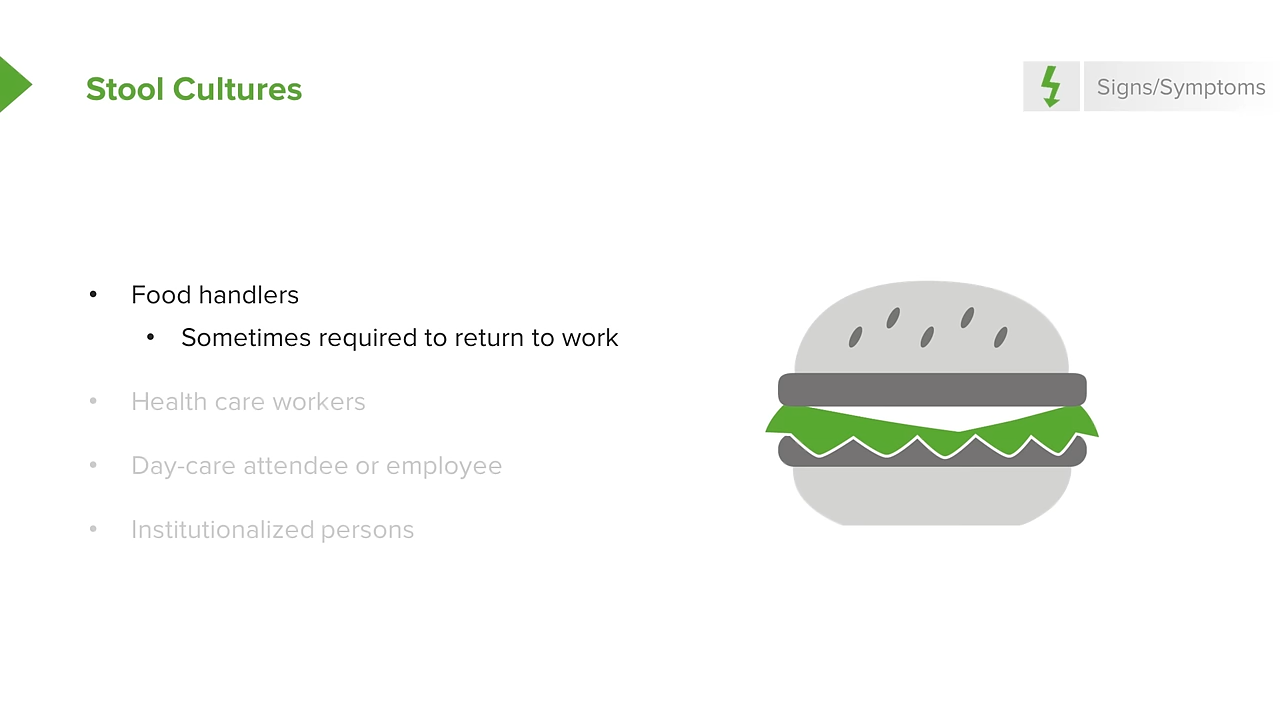 Stool Cultures
Signs/Symptoms
• Food handlers
• Sometimes required to return to work
• Health care workers
• Day-care attendee or employee
• Institutionalized persons